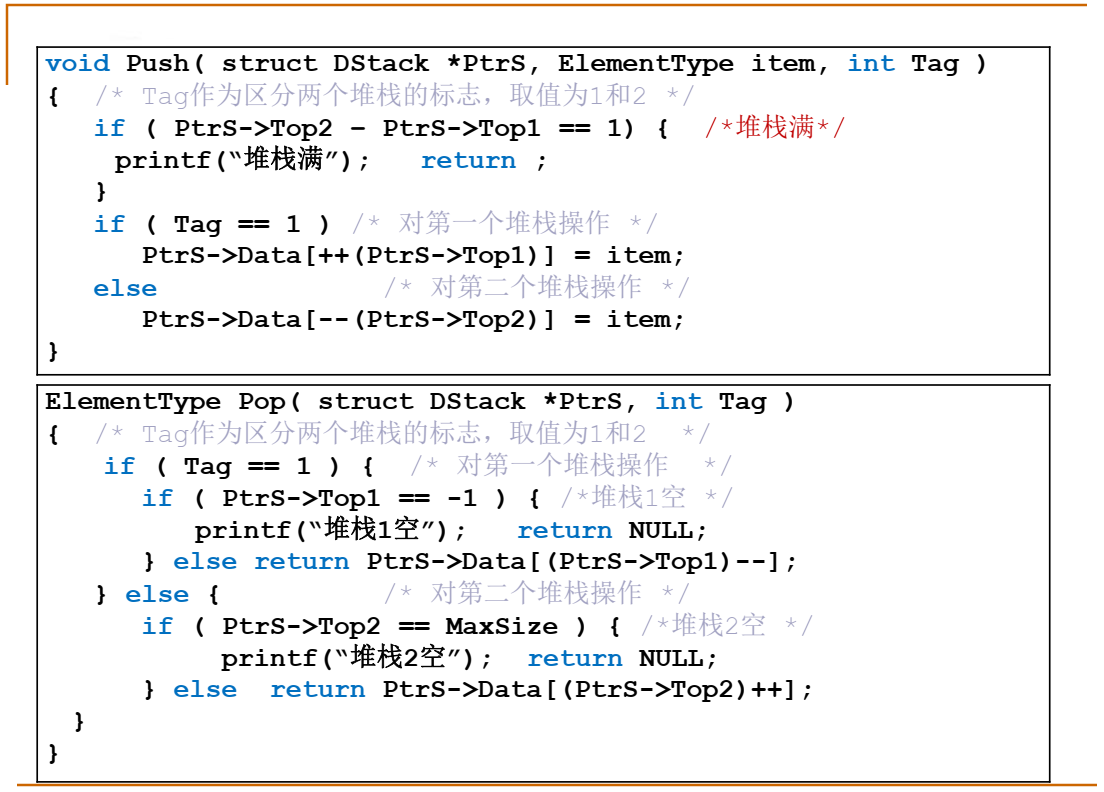 void Push( struct DStack *PtrS, ElementType item, int Tag )
{ /* Tag作为区分两个堆栈的标志，取值为1和2 */
if ( PtrS->Top2 – PtrS->Top1 == 1) { /*堆栈满*/
printf(“堆栈满”); return ;
}
if ( Tag == 1 ) /* 对第一个堆栈操作 */
PtrS->Data[++(PtrS->Top1)] = item;
else /* 对第二个堆栈操作 */
PtrS->Data[--(PtrS->Top2)] = item;
}
ElementType Pop( struct DStack *PtrS, int Tag )
{ /* Tag作为区分两个堆栈的标志，取值为1和2 */
if ( Tag == 1 ) { /* 对第一个堆栈操作 */
if ( PtrS->Top1 == -1 ) { /*堆栈1空 */
printf(“堆栈1空”); return NULL;
} else return PtrS->Data[(PtrS->Top1)--];
} else { /* 对第二个堆栈操作 */
if ( PtrS->Top2 == MaxSize ) { /*堆栈2空 */
printf(“堆栈2空”); return NULL;
} else return PtrS->Data[(PtrS->Top2)++];
}
}